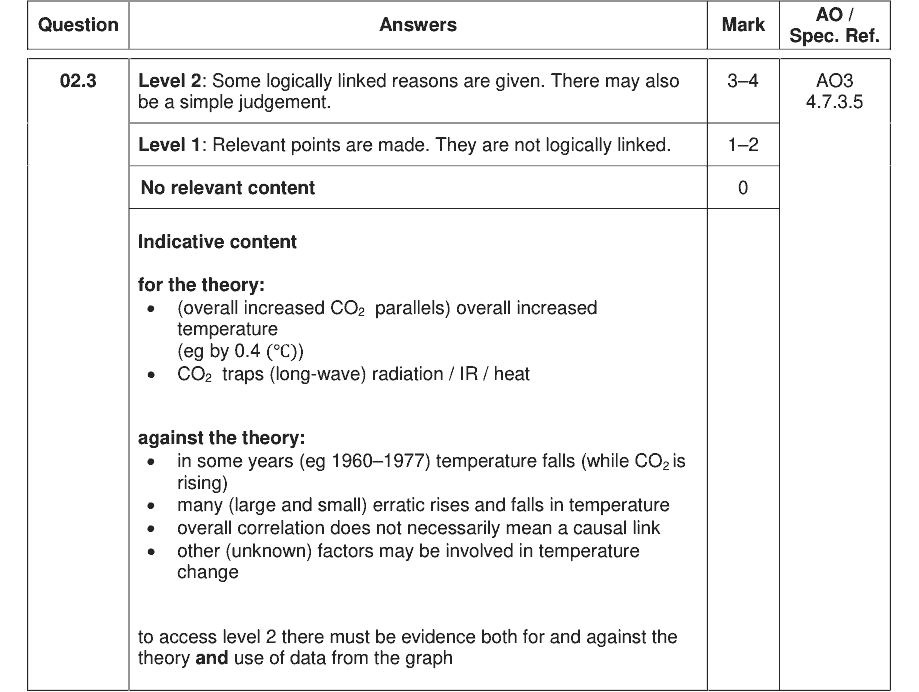 Question Answers Mark AO /
Spec. Ref.
02.3 Level 2: Some logically linked reasons are given. There may also 3–4 AO3
be a simple judgement. 4.7.3.5
Level 1: Relevant points are made. They are not logically linked. 1–2
No relevant content 0
Indicative content
for the theory:
• (overall increased CO₂ parallels) overall increased
temperature
(eg by 0.4 (°C))
• CO₂ traps (long-wave) radiation / IR / heat
against the theory:
• in some years (eg 1960–1977) temperature falls (while CO₂ is
rising)
• many (large and small) erratic rises and falls in temperature
• overall correlation does not necessarily mean a causal link
• other (unknown) factors may be involved in temperature
change
to access level 2 there must be evidence both for and against the
theory and use of data from the graph